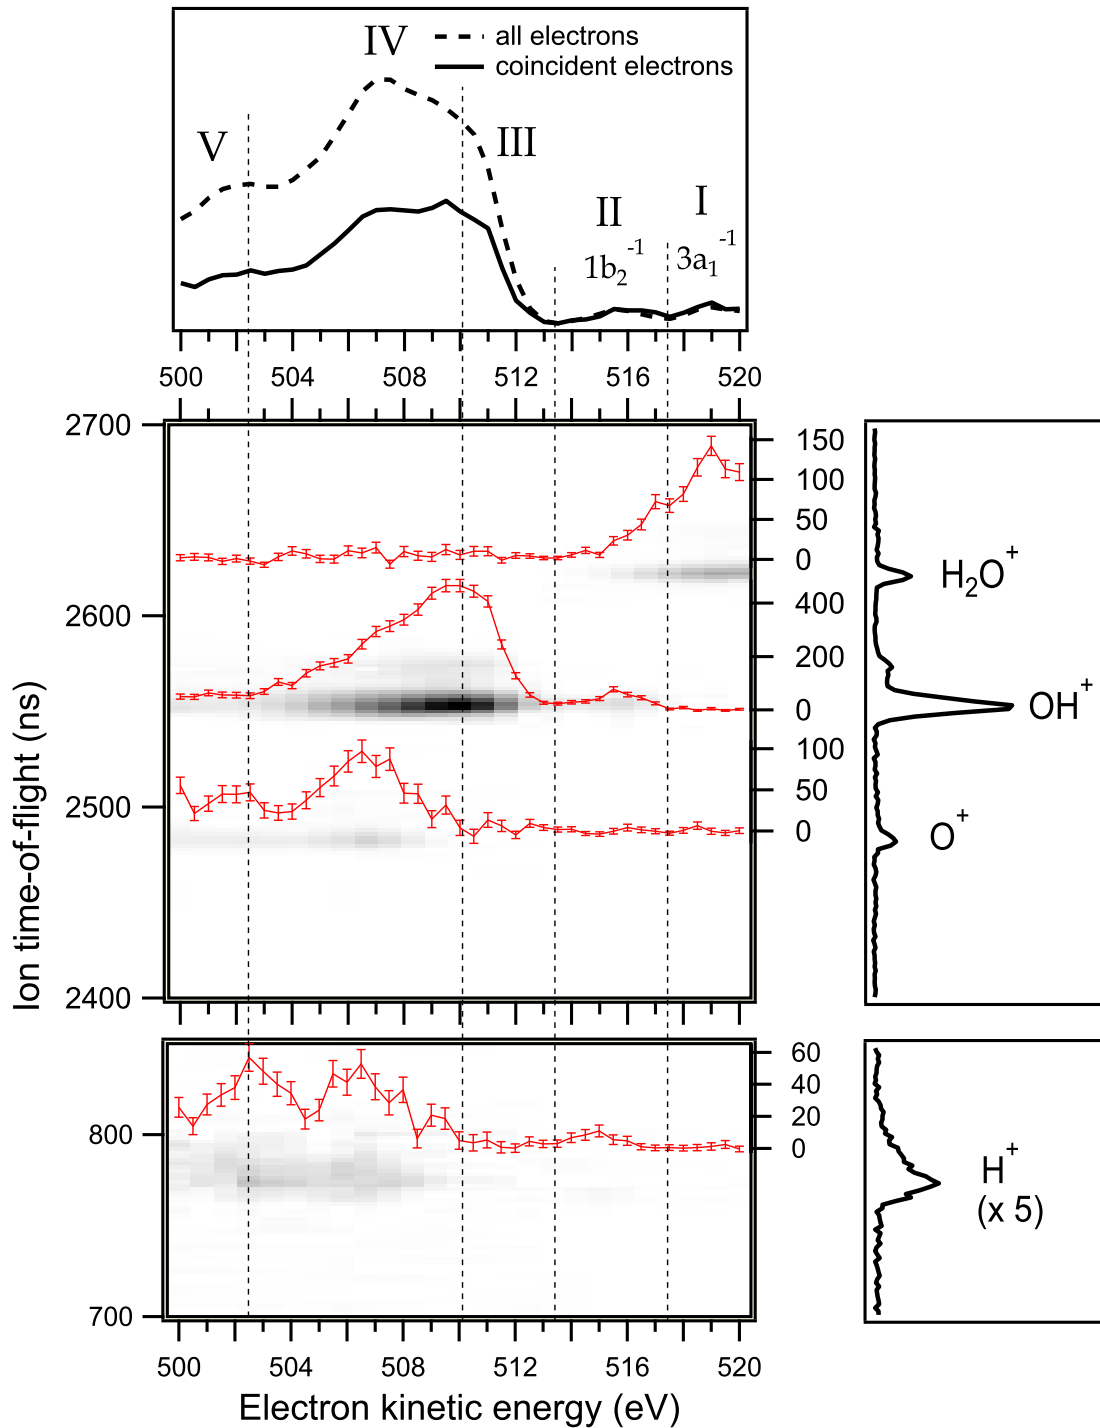 IV
all electrons
coincident electrons
V
III
II
I
1b₂⁻¹
3a₁⁻¹
500
504
508
512
516
520
2700
2600
2500
2400
Ion time-of-flight (ns)
150
100
50
0
400
200
0
100
50
0
H₂O⁺
OH⁺
O⁺
800
700
60
40
20
0
H⁺
(x 5)
500
504
508
512
516
520
Electron kinetic energy (eV)